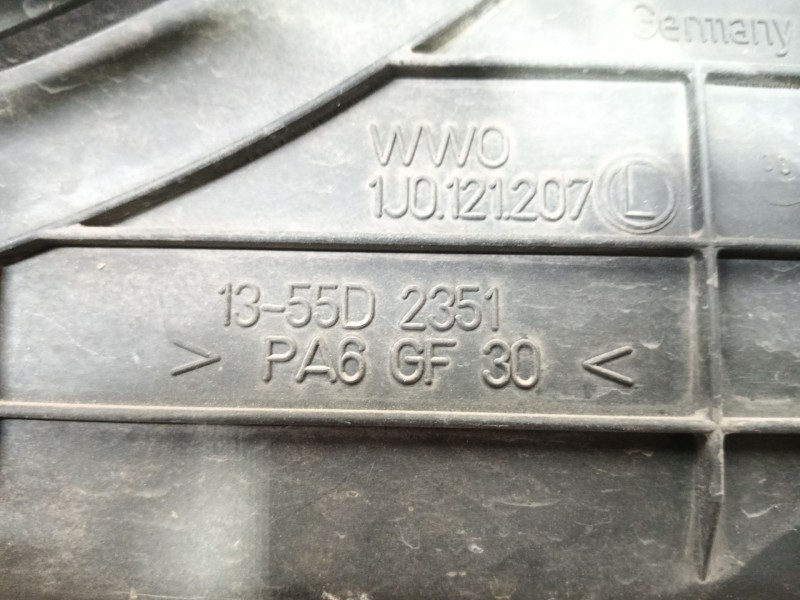 Germany
WWO
1J0.121.207 L
13-55D 2351
> PA6 GF 30 <